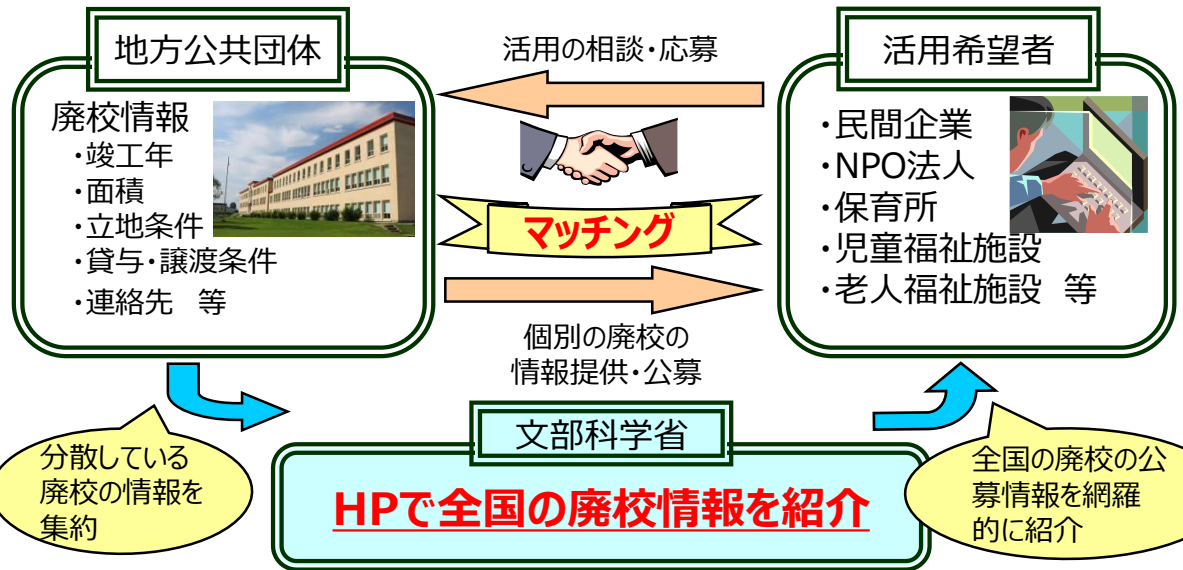 地方公共団体
廃校情報
・竣工年
・面積
・立地条件
・貸与・譲渡条件
・連絡先　等
活用の相談・応募
マッチング
個別の廃校の
情報提供・公募
活用希望者
・民間企業
・NPO法人
・保育所
・児童福祉施設
・老人福祉施設　等
分散している
廃校の情報を
集約
文部科学省
HPで全国の廃校情報を紹介
全国の廃校の公
募情報を網羅
的に紹介